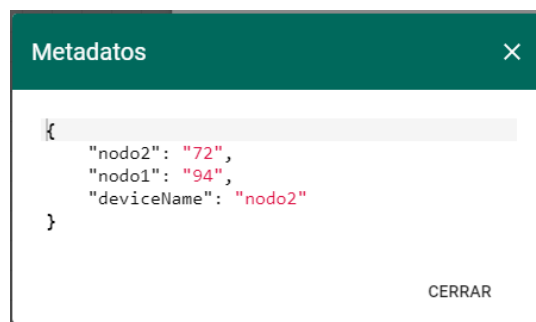 Metadatos
{
"nodo2": "72",
"nodo1": "94",
"deviceName": "nodo2"
}
CERRAR